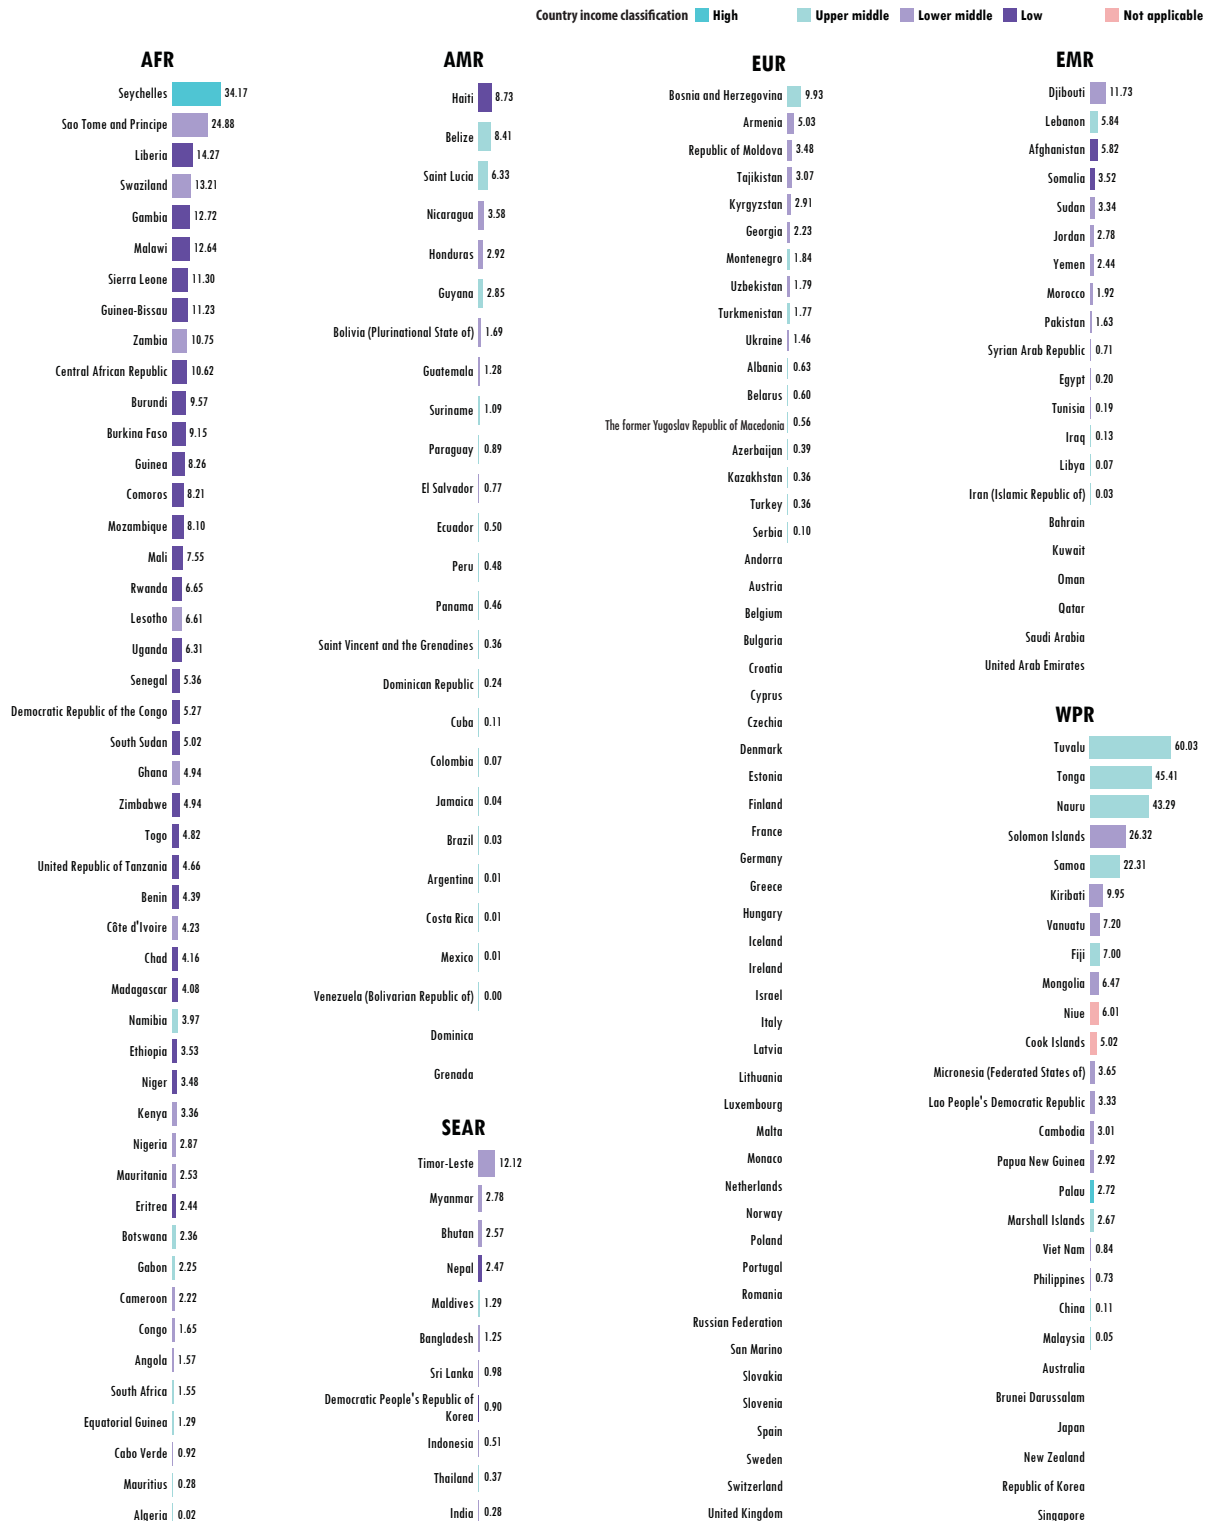 Country income classification High Upper middle Lower middle Low Not applicable
AFR
Seychelles 34.17
Sao Tome and Principe 24.88
Liberia 14.27
Swaziland 13.21
Gambia 12.72
Malawi 12.64
Sierra Leone 11.30
Guinea-Bissau 11.23
Zambia 10.75
Central African Republic 10.62
Burundi 9.57
Burkina Faso 9.15
Guinea 8.26
Comoros 8.21
Mozambique 8.10
Mali 7.55
Rwanda 6.65
Lesotho 6.61
Uganda 6.31
Senegal 5.36
Democratic Republic of the Congo 5.27
South Sudan 5.02
Ghana 4.94
Zimbabwe 4.94
Togo 4.82
United Republic of Tanzania 4.66
Benin 4.39
Côte d'Ivoire 4.23
Chad 4.16
Madagascar 4.08
Namibia 3.97
Ethiopia 3.53
Niger 3.48
Kenya 3.36
Nigeria 2.87
Mauritania 2.53
Eritrea 2.44
Botswana 2.36
Gabon 2.25
Cameroon 2.22
Congo 1.65
Angola 1.57
South Africa 1.55
Equatorial Guinea 1.29
Cabo Verde 0.92
Mauritius 0.28
Algeria 0.02
AMR
Haiti 8.73
Belize 8.41
Saint Lucia 6.33
Nicaragua 3.58
Honduras 2.92
Guyana 2.85
Bolivia (Plurinational State of) 1.69
Guatemala 1.28
Suriname 1.09
Paraguay 0.89
El Salvador 0.77
Ecuador 0.50
Peru 0.48
Panama 0.46
Saint Vincent and the Grenadines 0.36
Dominican Republic 0.24
Cuba 0.11
Colombia 0.07
Jamaica 0.04
Brazil 0.03
Argentina 0.01
Costa Rica 0.01
Mexico 0.01
Venezuela (Bolivarian Republic of) 0.00
Dominica
Grenada
SEAR
Timor-Leste 12.12
Myanmar 2.78
Bhutan 2.57
Nepal 2.47
Maldives 1.29
Bangladesh 1.25
Sri Lanka 0.98
Democratic People's Republic of
Korea 0.90
Indonesia 0.51
Thailand 0.37
India 0.28
EUR
Bosnia and Herzegovina 9.93
Armenia 5.03
Republic of Moldova 3.48
Tajikistan 3.07
Kyrgyzstan 2.91
Georgia 2.23
Montenegro 1.84
Uzbekistan 1.79
Turkmenistan 1.77
Ukraine 1.46
Albania 0.63
Belarus 0.60
The former Yugoslav Republic of Macedonia 0.56
Azerbaijan 0.39
Kazakhstan 0.36
Turkey 0.36
Serbia 0.10
Andorra
Austria
Belgium
Bulgaria
Croatia
Cyprus
Czechia
Denmark
Estonia
Finland
France
Germany
Greece
Hungary
Iceland
Ireland
Israel
Italy
Latvia
Lithuania
Luxembourg
Malta
Monaco
Netherlands
Norway
Poland
Portugal
Romania
Russian Federation
San Marino
Slovakia
Slovenia
Spain
Sweden
Switzerland
United Kingdom
EMR
Djibouti 11.73
Lebanon 5.84
Afghanistan 5.82
Somalia 3.52
Sudan 3.34
Jordan 2.78
Yemen 2.44
Morocco 1.92
Pakistan 1.63
Syrian Arab Republic 0.71
Egypt 0.20
Tunisia 0.19
Iraq 0.13
Libya 0.07
Iran (Islamic Republic of) 0.03
Bahrain
Kuwait
Oman
Qatar
Saudi Arabia
United Arab Emirates
WPR
Tuvalu 60.03
Tonga 45.41
Nauru 43.29
Solomon Islands 26.32
Samoa 22.31
Kiribati 9.95
Vanuatu 7.20
Fiji 7.00
Mongolia 6.47
Niue 6.01
Cook Islands 5.02
Micronesia (Federated States of) 3.65
Lao People's Democratic Republic 3.33
Cambodia 3.01
Papua New Guinea 2.92
Palau 2.72
Marshall Islands 2.67
Viet Nam 0.84
Philippines 0.73
China 0.11
Malaysia 0.05
Australia
Brunei Darussalam
Japan
New Zealand
Republic of Korea
Singapore